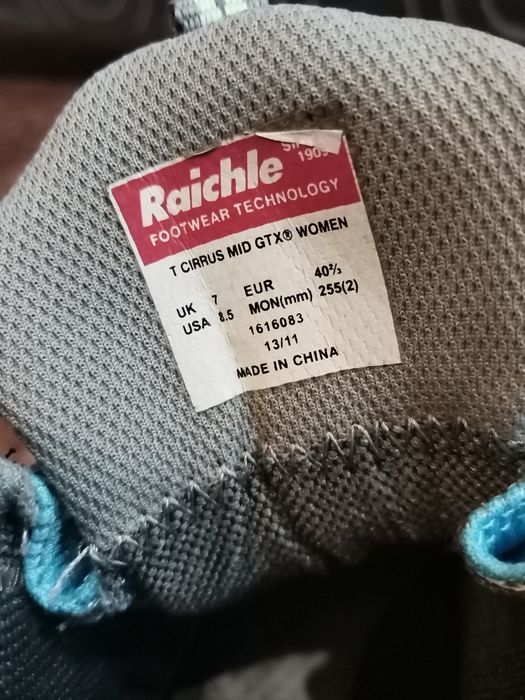 Raichle
1909
FOOTWEAR TECHNOLOGY
T CIRRUS MID GTX® WOMEN
UK 7 EUR 40⅔
USA 8.5 MON(mm) 255(2)
1616083
13/11
MADE IN CHINA